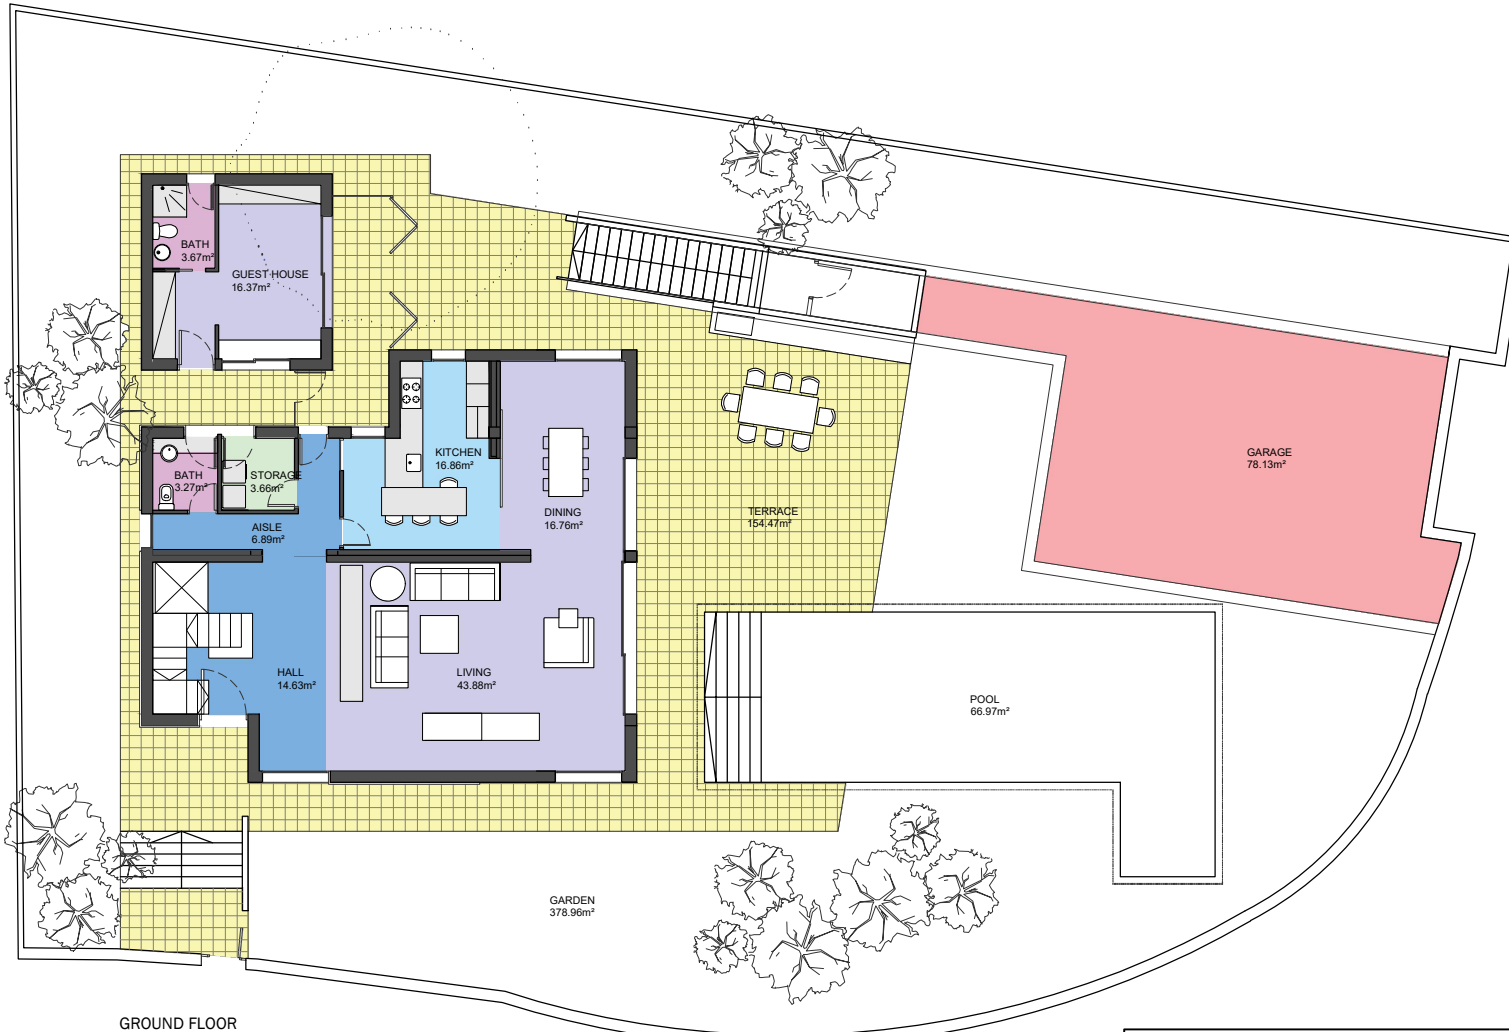 BATH
3.67m²
GUEST HOUSE
16.37m²
KITCHEN
16.86m²
GARAGE
78.13m²
BATH
3.27m²
STORAGE
3.66m²
DINING
16.76m²
TERRACE
154.47m²
AISLE
6.89m²
HALL
14.63m²
LIVING
43.88m²
POOL
66.97m²
GARDEN
378.96m²
GROUND FLOOR